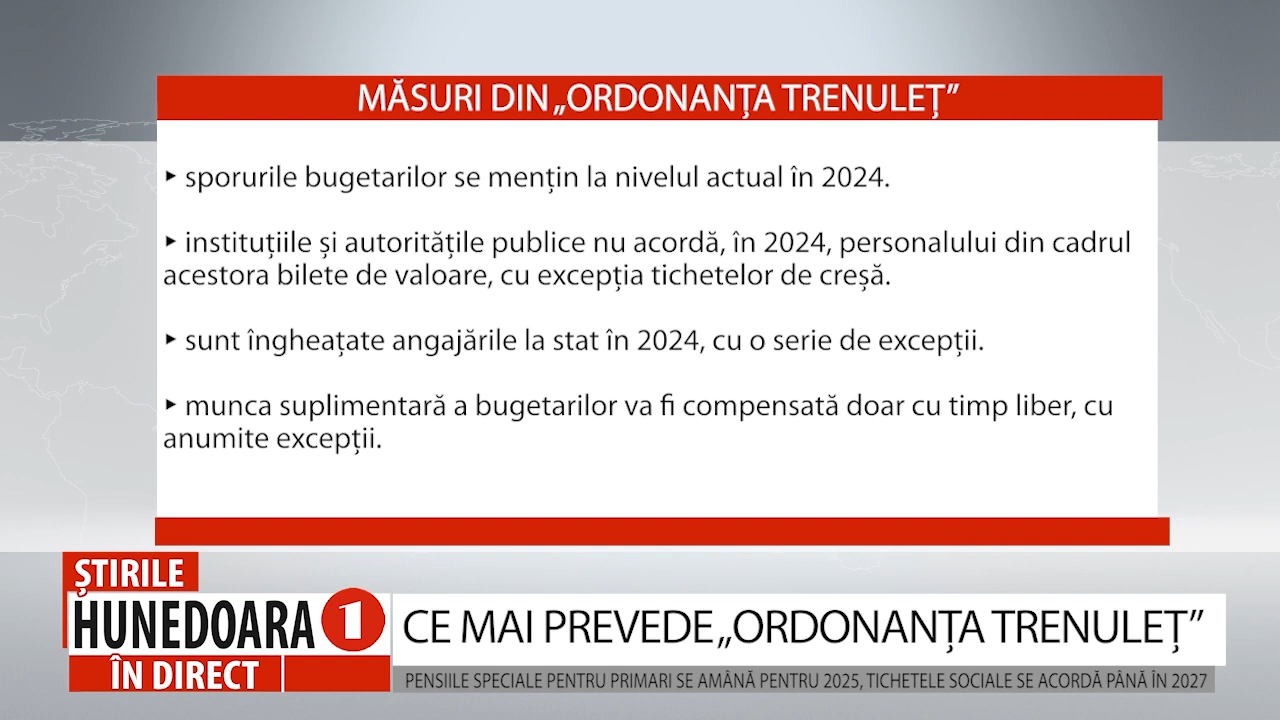 MĂSURI DIN „ORDONANȚA TRENULEȚ”
▸ sporurile bugetarilor se mențin la nivelul actual în 2024.
▸ instituțiile și autoritățile publice nu acordă, în 2024, personalului din cadrul
acestora bilete de valoare, cu excepția tichetelor de creșă.
▸ sunt îngheațate angajările la stat în 2024, cu o serie de excepții.
▸ munca suplimentară a bugetarilor va fi compensată doar cu timp liber, cu
anumite excepții.
ȘTIRILE
HUNEDOARA 1
ÎN DIRECT
CE MAI PREVEDE „ORDONANȚA TRENULEȚ”
PENSIILE SPECIALE PENTRU PRIMARI SE AMÂNĂ PENTRU 2025, TICHETELE SOCIALE SE ACORDĂ PÂNĂ ÎN 2027